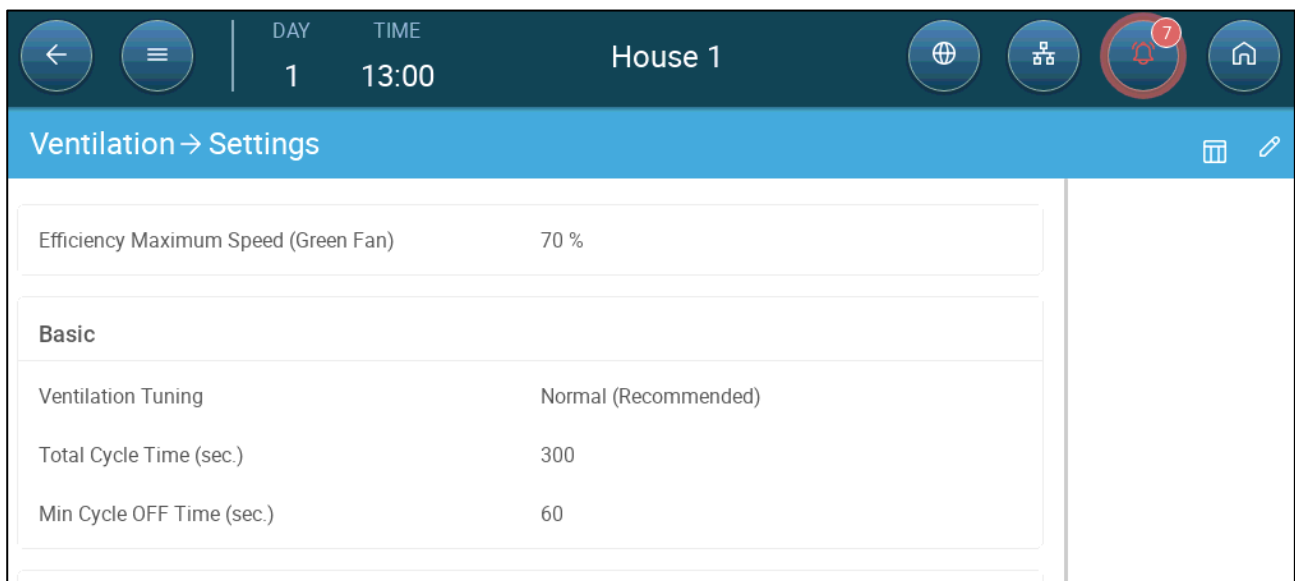 DAY TIME
1 13:00
House 1
7
Ventilation → Settings
Efficiency Maximum Speed (Green Fan) 70 %
Basic
Ventilation Tuning Normal (Recommended)
Total Cycle Time (sec.) 300
Min Cycle OFF Time (sec.) 60